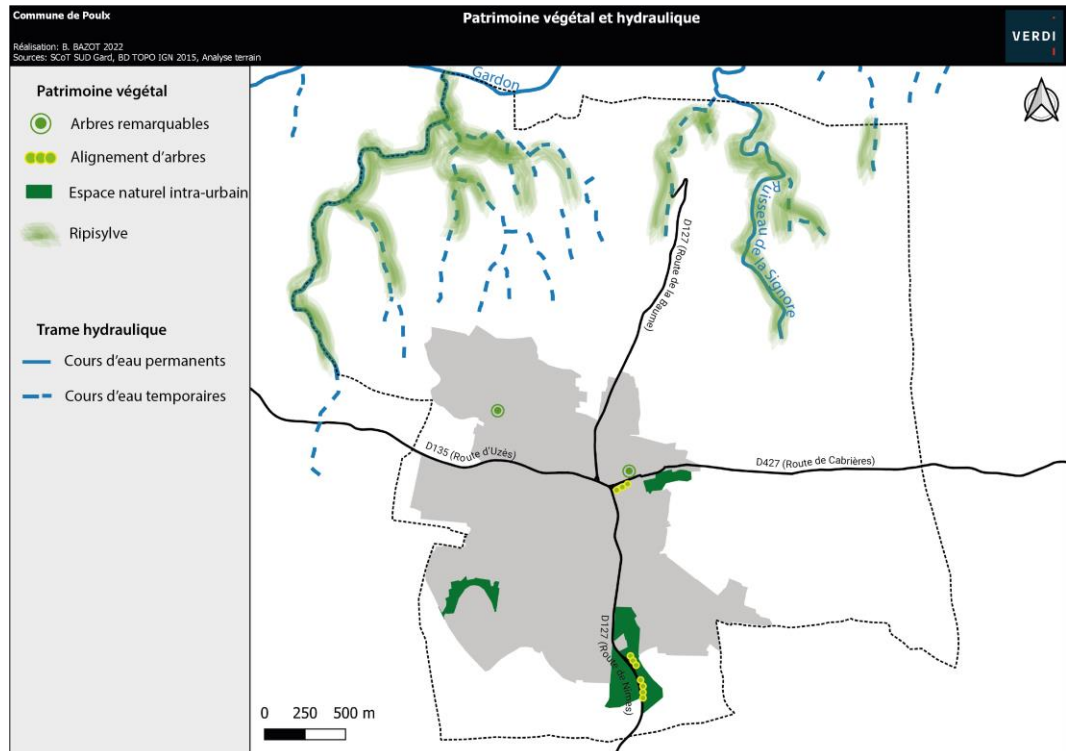 Commune de Poulx
Patrimoine végétal et hydraulique
VERDI
Réalisation: B. BAZOT 2022
Sources: SCoT SUD Gard, BD TOPO IGN 2015, Analyse terrain
Patrimoine végétal
Arbres remarquables
Alignement d'arbres
Espace naturel intra-urbain
Ripisylve
Trame hydraulique
Cours d'eau permanents
Cours d'eau temporaires
Gardon
Ruisseau de la Signore
D127 (Route de la Baume)
D135 (Route d'Uzès)
D427 (Route de Cabrières)
D127 (Route de Nimes)
0 250 500 m